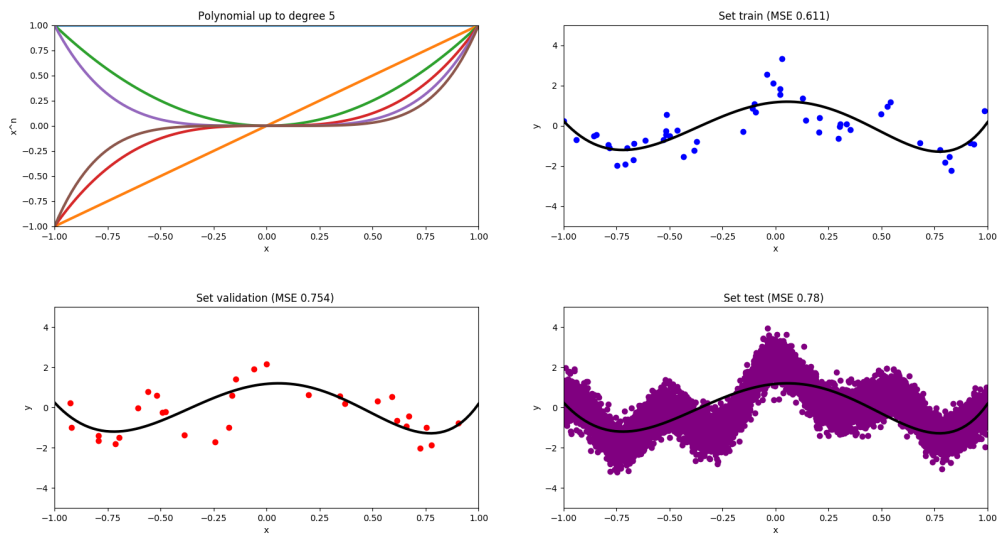 Polynomial up to degree 5
1.00
0.75
0.50
0.25
0.00
−0.25
−0.50
−0.75
−1.00
x^n
−1.00 −0.75 −0.50 −0.25 0.00 0.25 0.50 0.75 1.00
x
Set train (MSE 0.611)
4
2
0
−2
−4
y
−1.00 −0.75 −0.50 −0.25 0.00 0.25 0.50 0.75 1.00
x
Set validation (MSE 0.754)
4
2
0
−2
−4
y
−1.00 −0.75 −0.50 −0.25 0.00 0.25 0.50 0.75 1.00
x
Set test (MSE 0.78)
4
2
0
−2
−4
y
−1.00 −0.75 −0.50 −0.25 0.00 0.25 0.50 0.75 1.00
x